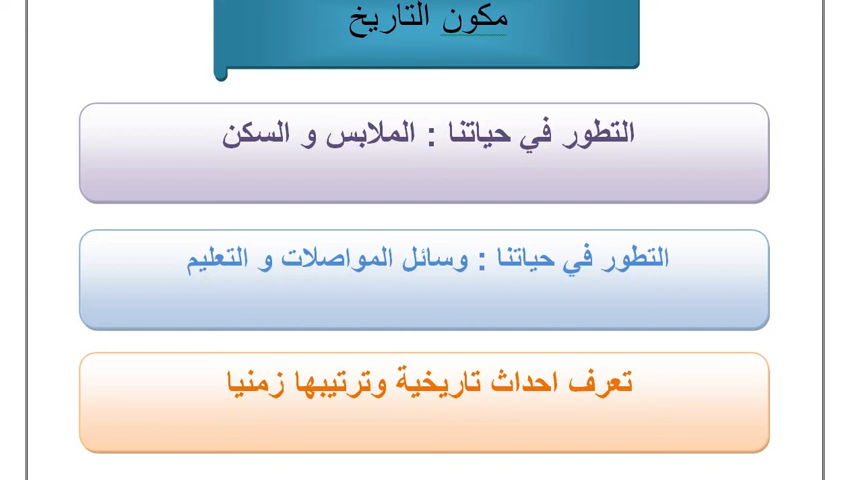 مكون التاريخ
التطور في حياتنا : الملابس و السكن
التطور في حياتنا : وسائل المواصلات و التعليم
تعرف احداث تاريخية وترتيبها زمنيا